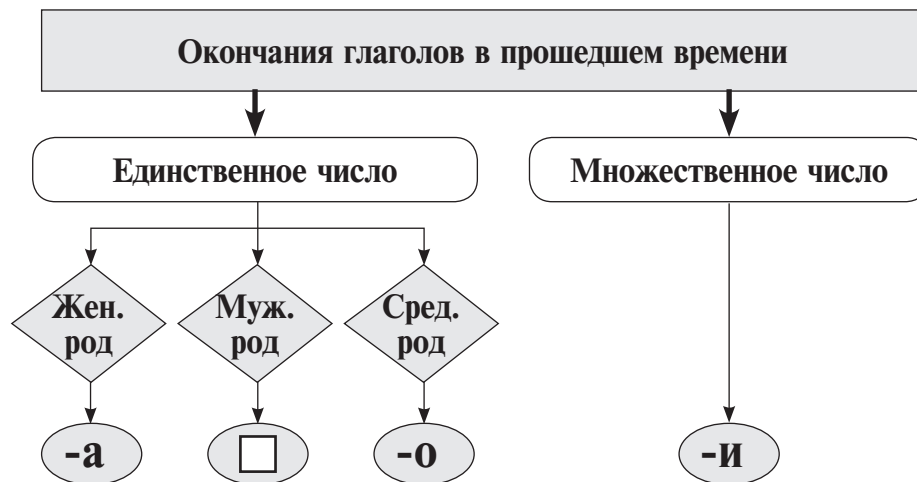 Окончания глаголов в прошедшем времени
Единственное число
Множественное число
Жен.
род
Муж.
род
Сред.
род
-а
-о
-и